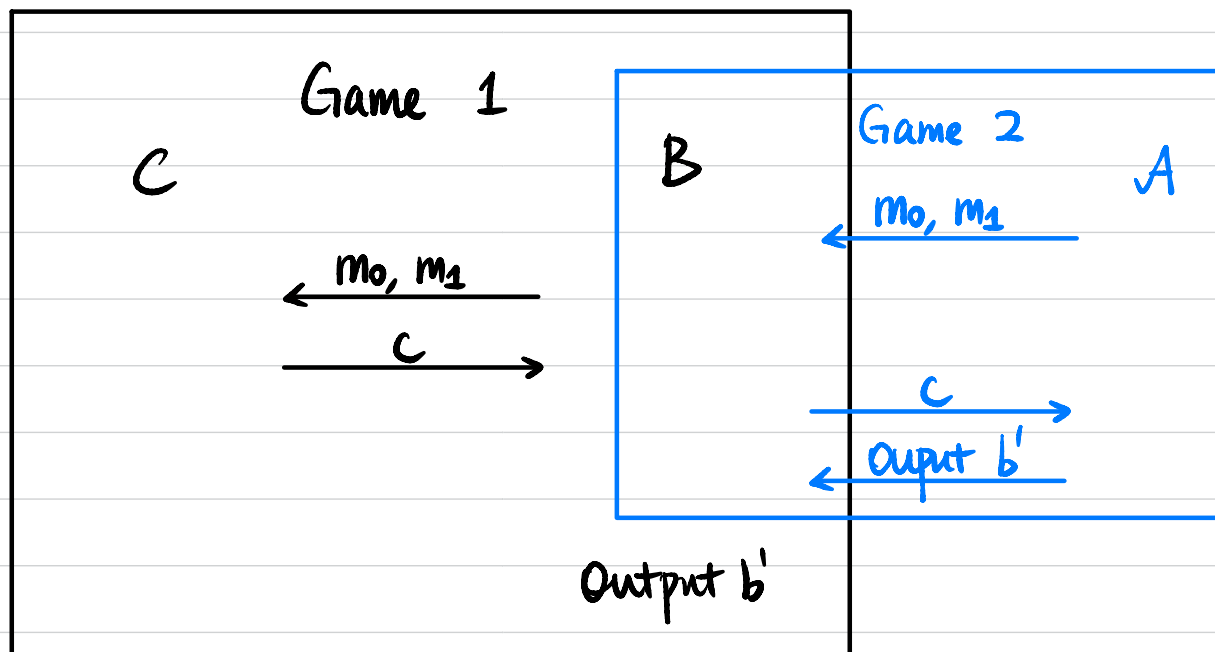 Game 1
Game 2
C
B
A
m0, m1
m0, m1
C
C
Ouput b'
Output b'